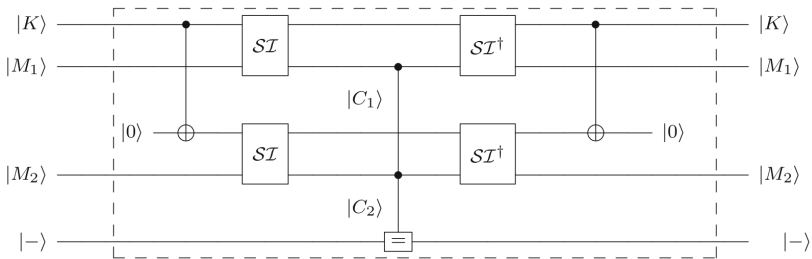 |K⟩ 𝒮ℐ 𝒮ℐ† |K⟩
|M₁⟩ |M₁⟩
|C₁⟩
|0⟩ |0⟩
𝒮ℐ 𝒮ℐ†
|M₂⟩ |M₂⟩
|C₂⟩
|−⟩ = |−⟩